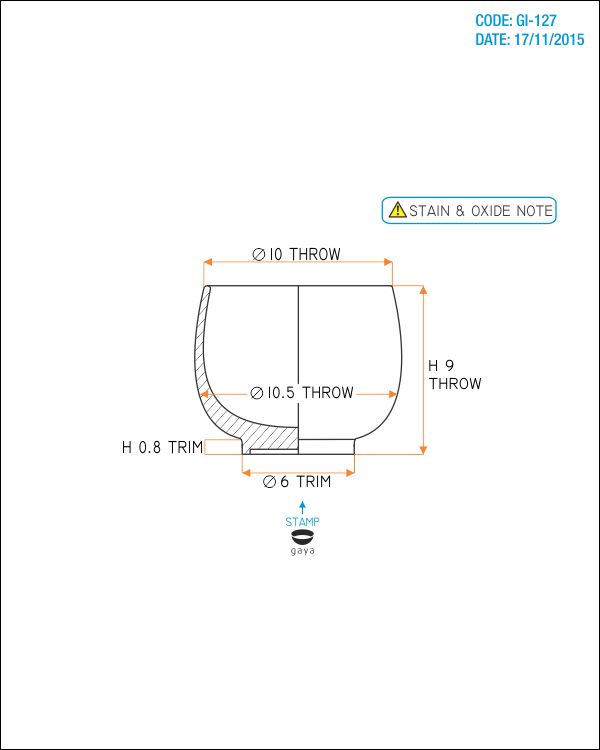 CODE: GI-127
DATE: 17/11/2015
STAIN & OXIDE NOTE
Ø 10 THROW
H 9
THROW
Ø 10.5 THROW
H 0.8 TRIM
Ø 6 TRIM
STAMP
gaya